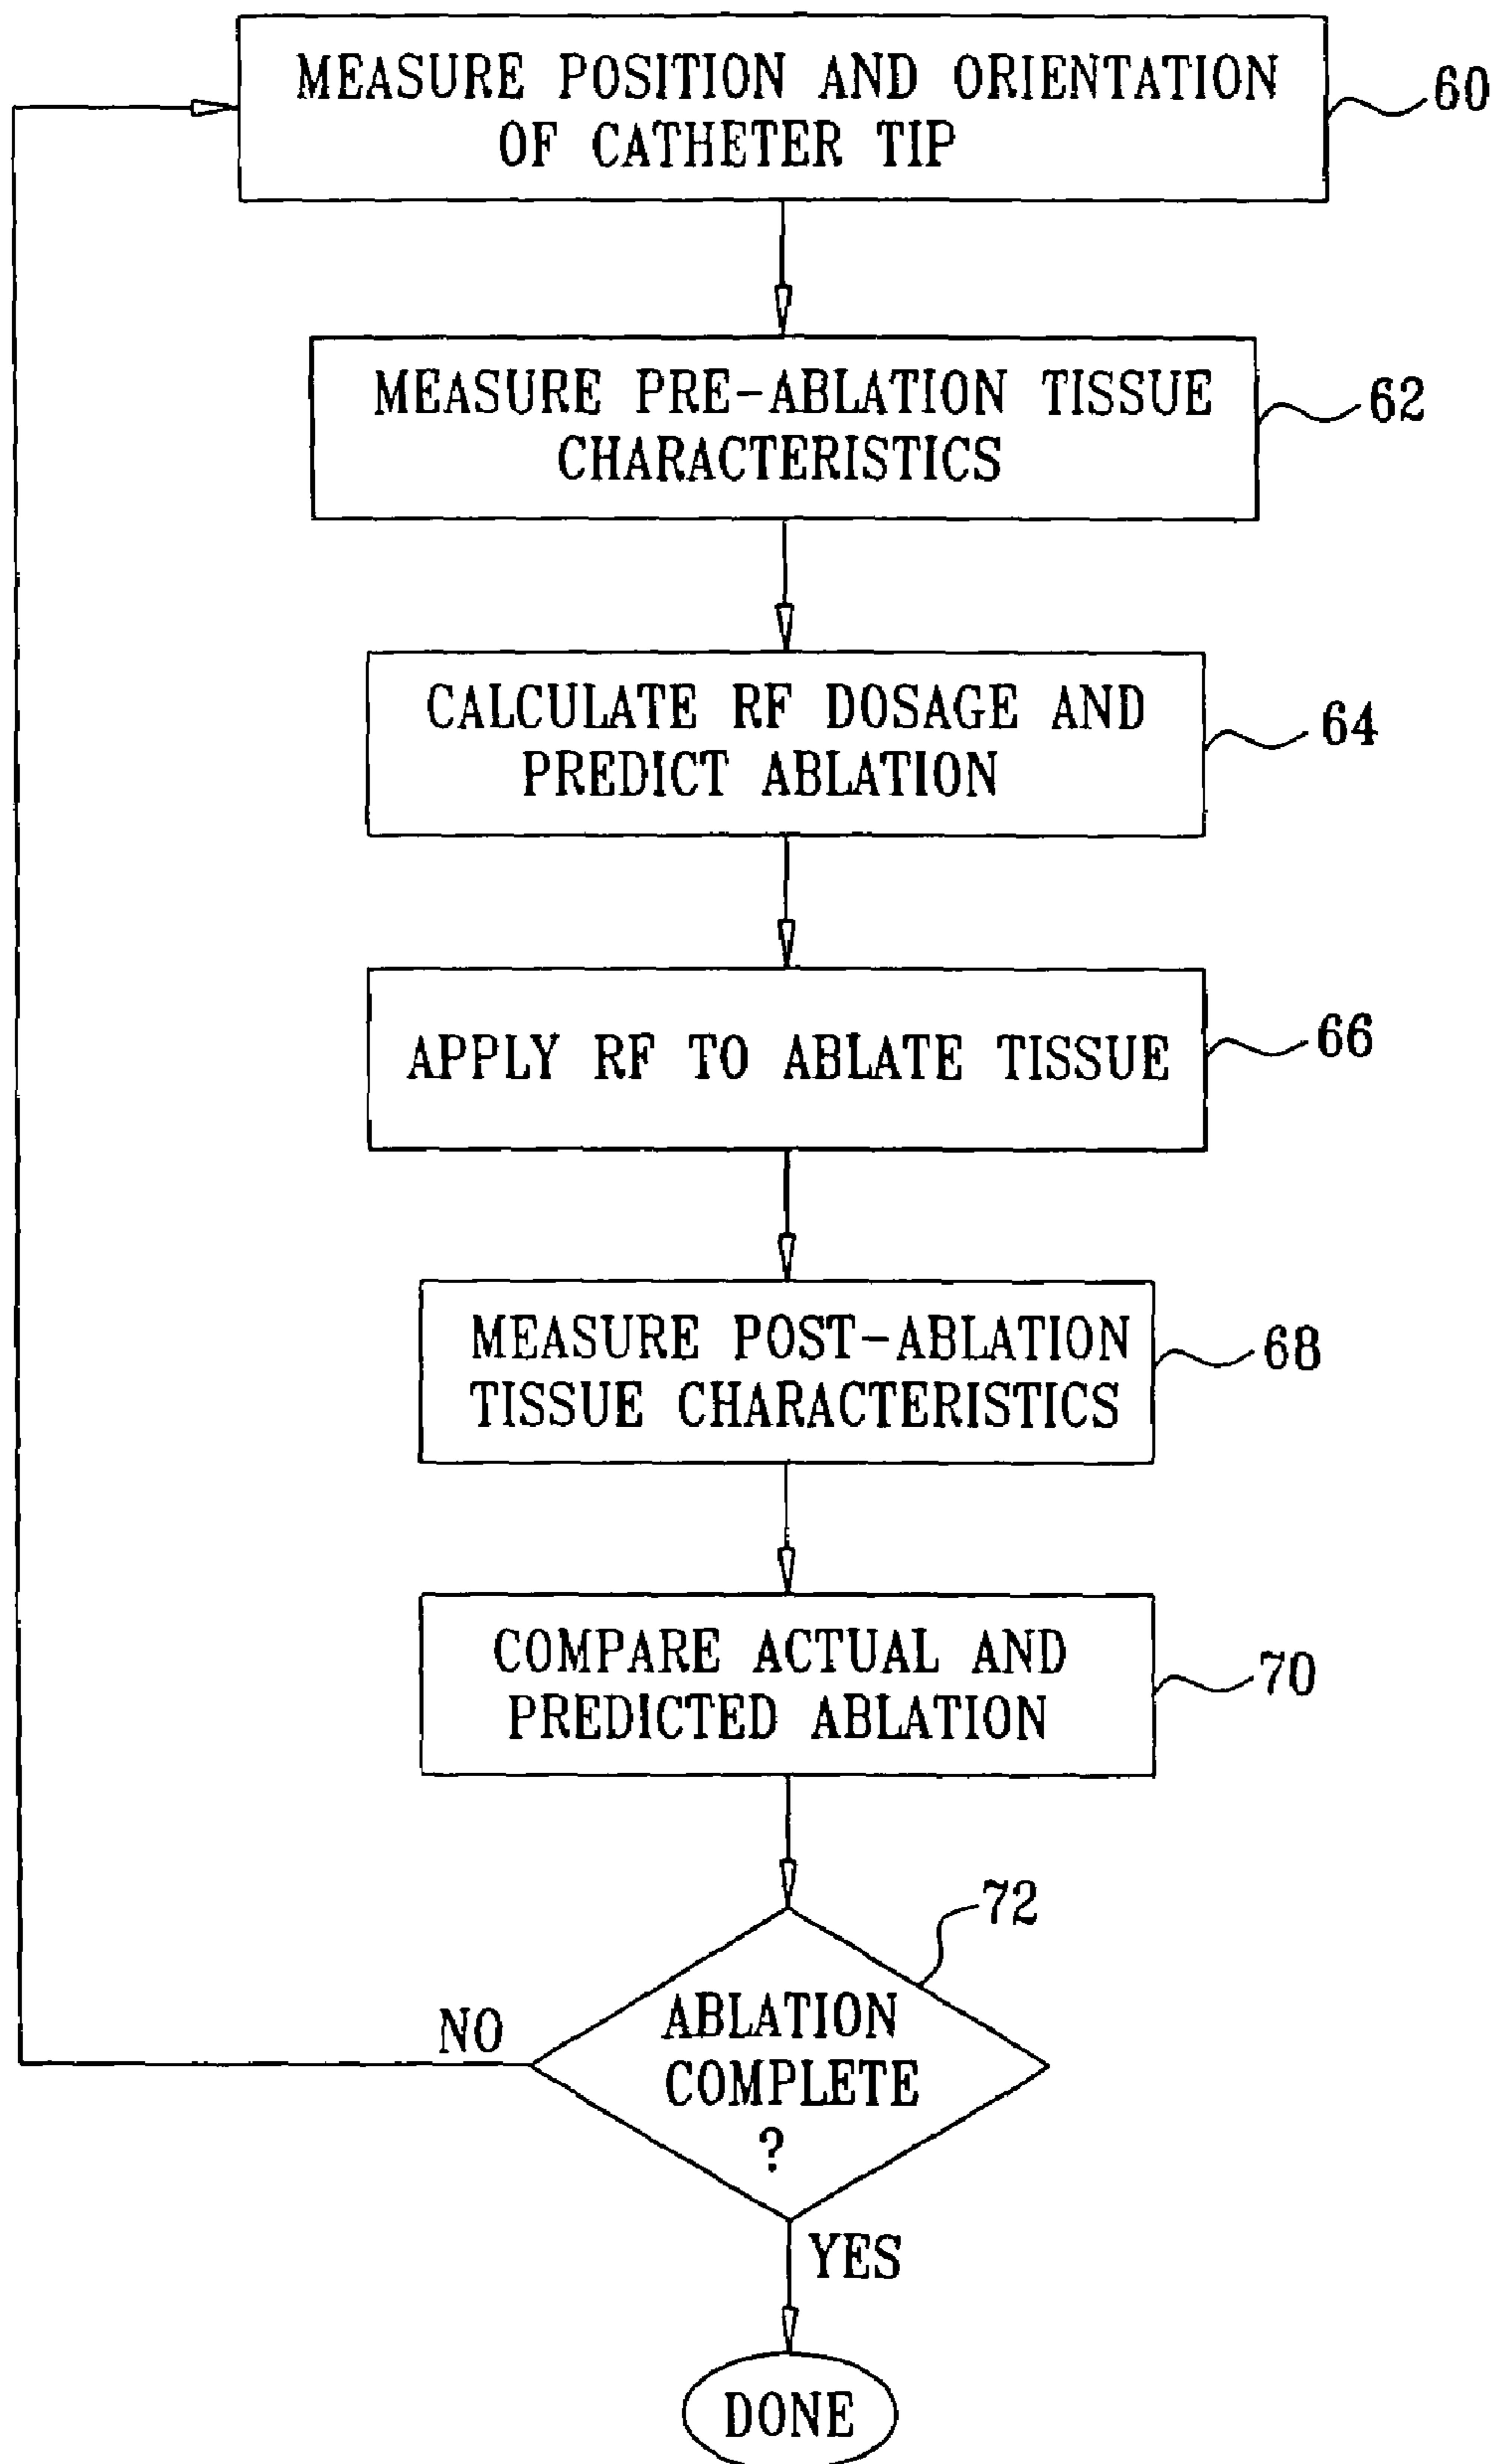 MEASURE POSITION AND ORIENTATION
OF CATHETER TIP
60
MEASURE PRE-ABLATION TISSUE
CHARACTERISTICS
62
CALCULATE RF DOSAGE AND
PREDICT ABLATION
64
APPLY RF TO ABLATE TISSUE
66
MEASURE POST-ABLATION
TISSUE CHARACTERISTICS
68
COMPARE ACTUAL AND
PREDICTED ABLATION
70
72
ABLATION
COMPLETE
?
NO
YES
DONE